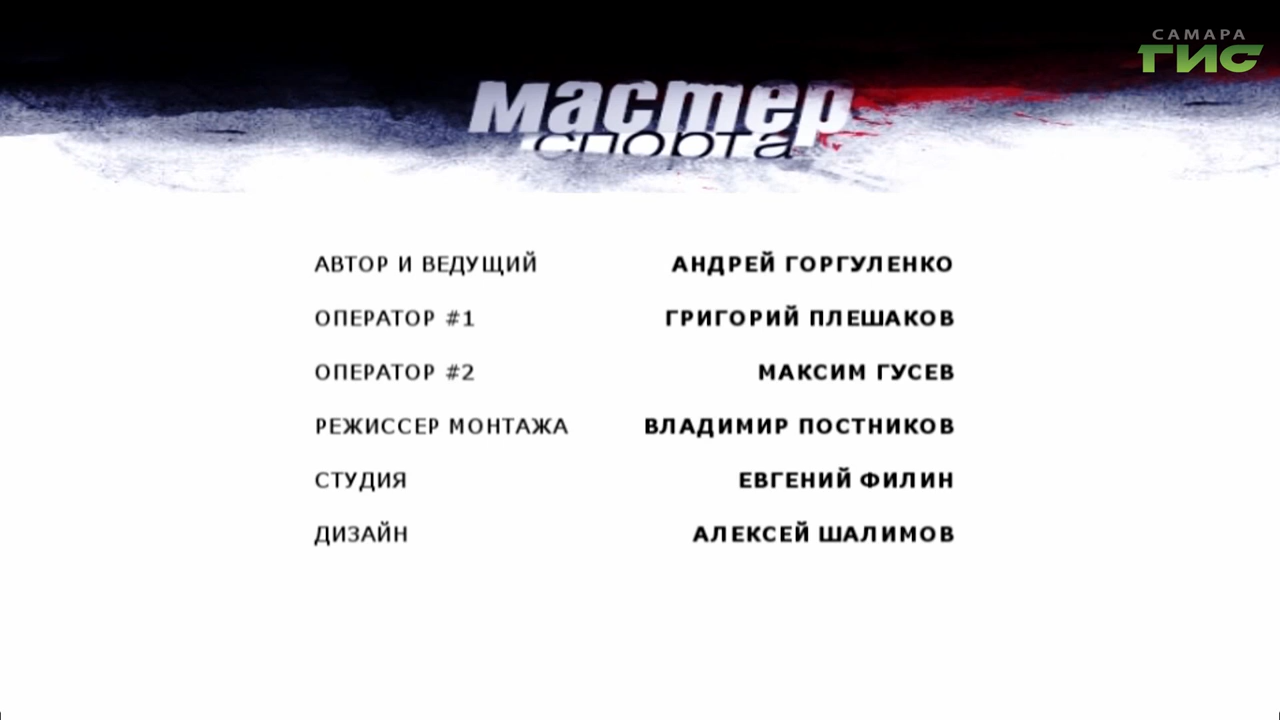 САМАРА
ГИС
мастер
спорта
АВТОР И ВЕДУЩИЙ АНДРЕЙ ГОРГУЛЕНКО
ОПЕРАТОР #1 ГРИГОРИЙ ПЛЕШАКОВ
ОПЕРАТОР #2 МАКСИМ ГУСЕВ
РЕЖИССЕР МОНТАЖА ВЛАДИМИР ПОСТНИКОВ
СТУДИЯ ЕВГЕНИЙ ФИЛИН
ДИЗАЙН АЛЕКСЕЙ ШАЛИМОВ